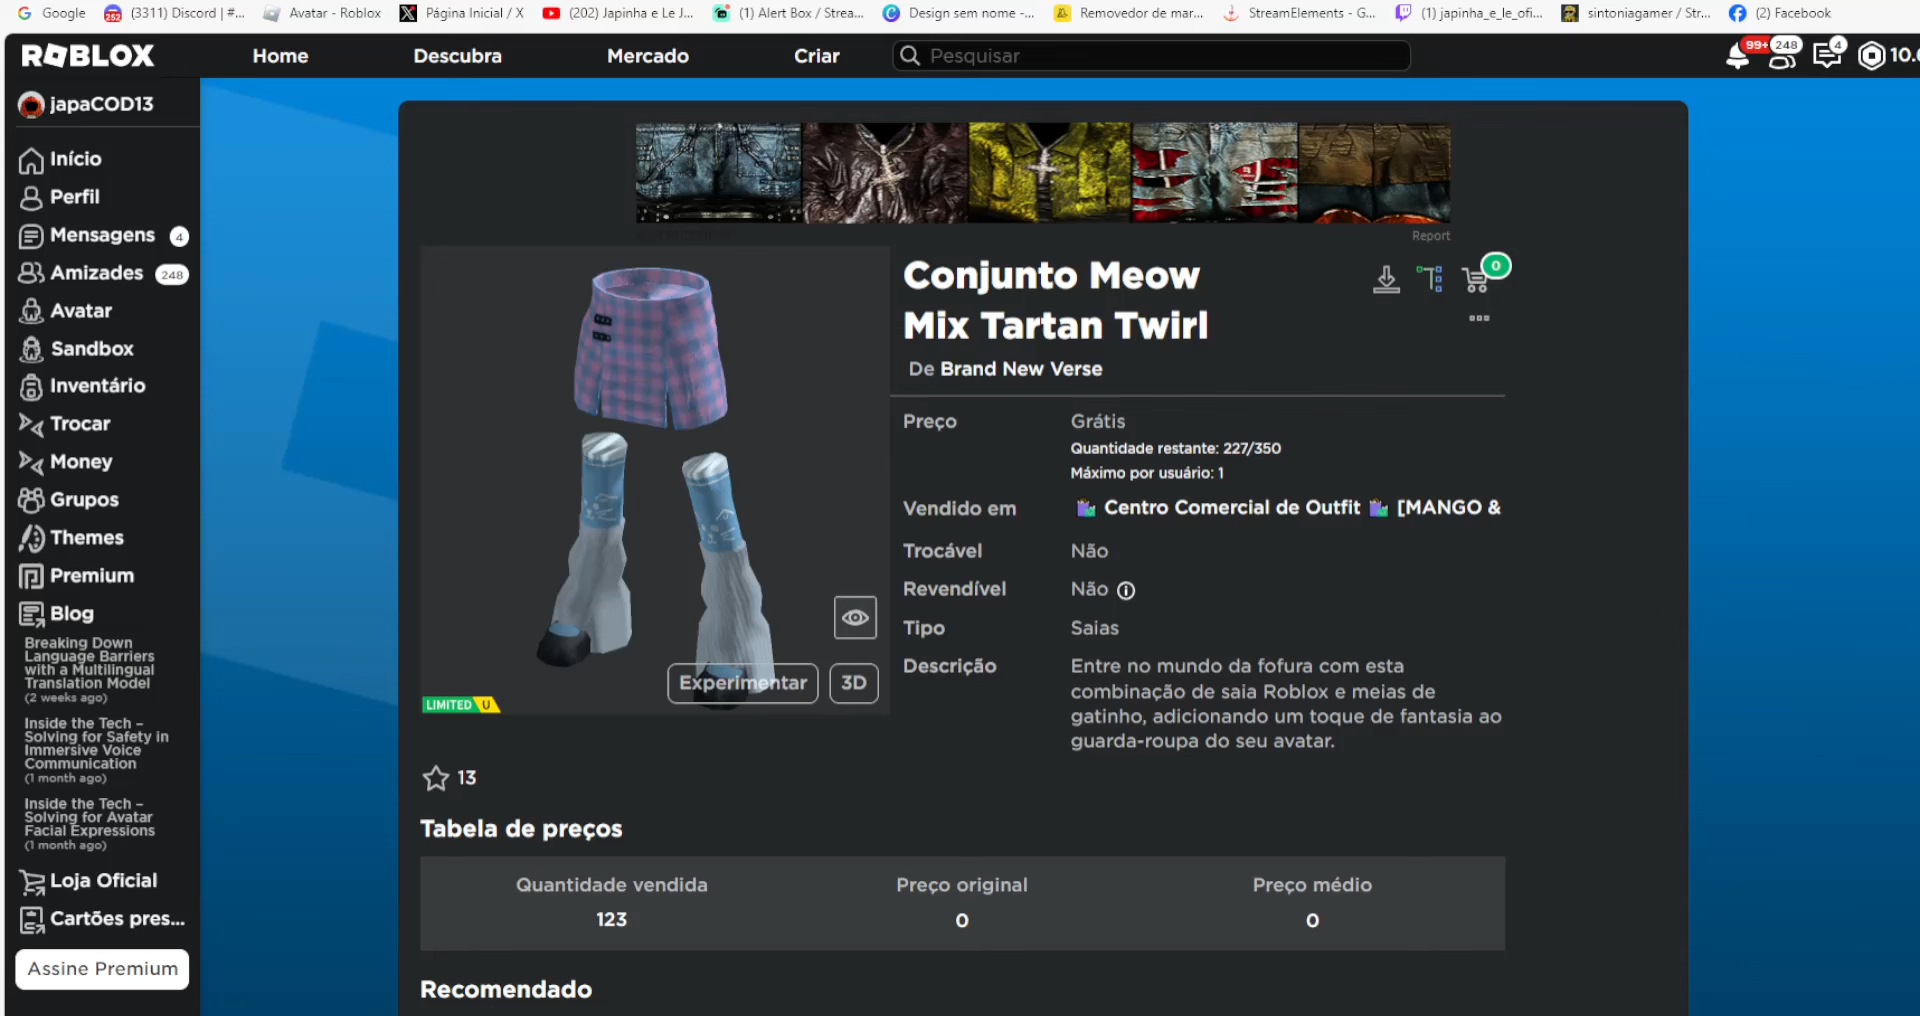 Google
(3311) Discord | #...
Avatar - Roblox
Página Inicial / X
(202) Japinha e Le J...
(1) Alert Box / Strea...
Design sem nome -...
Removedor de mar...
StreamElements - G...
(1) japinha_e_le_ofi...
sintoniagamer / Str...
(2) Facebook
ROBLOX
Home
Descubra
Mercado
Criar
Pesquisar
99+
248
4
10.
japaCOD13
Início
Perfil
Mensagens 4
Amizades 248
Avatar
Sandbox
Inventário
Trocar
Money
Grupos
Themes
Premium
Blog
Breaking Down
Language Barriers
with a Multilingual
Translation Model
(2 weeks ago)
Inside the Tech –
Solving for Safety in
Immersive Voice
Communication
(1 month ago)
Inside the Tech –
Solving for Avatar
Facial Expressions
(1 month ago)
Loja Oficial
Cartões pres...
Assine Premium
Report
Conjunto Meow
Mix Tartan Twirl
0
De Brand New Verse
Preço Grátis
Quantidade restante: 227/350
Máximo por usuário: 1
Vendido em Centro Comercial de Outfit [MANGO &
Trocável Não
Revendível Não
Tipo Saias
Descrição Entre no mundo da fofura com esta
combinação de saia Roblox e meias de
gatinho, adicionando um toque de fantasia ao
guarda-roupa do seu avatar.
Experimentar 3D
LIMITED U
13
Tabela de preços
Quantidade vendida Preço original Preço médio
123 0 0
Recomendado